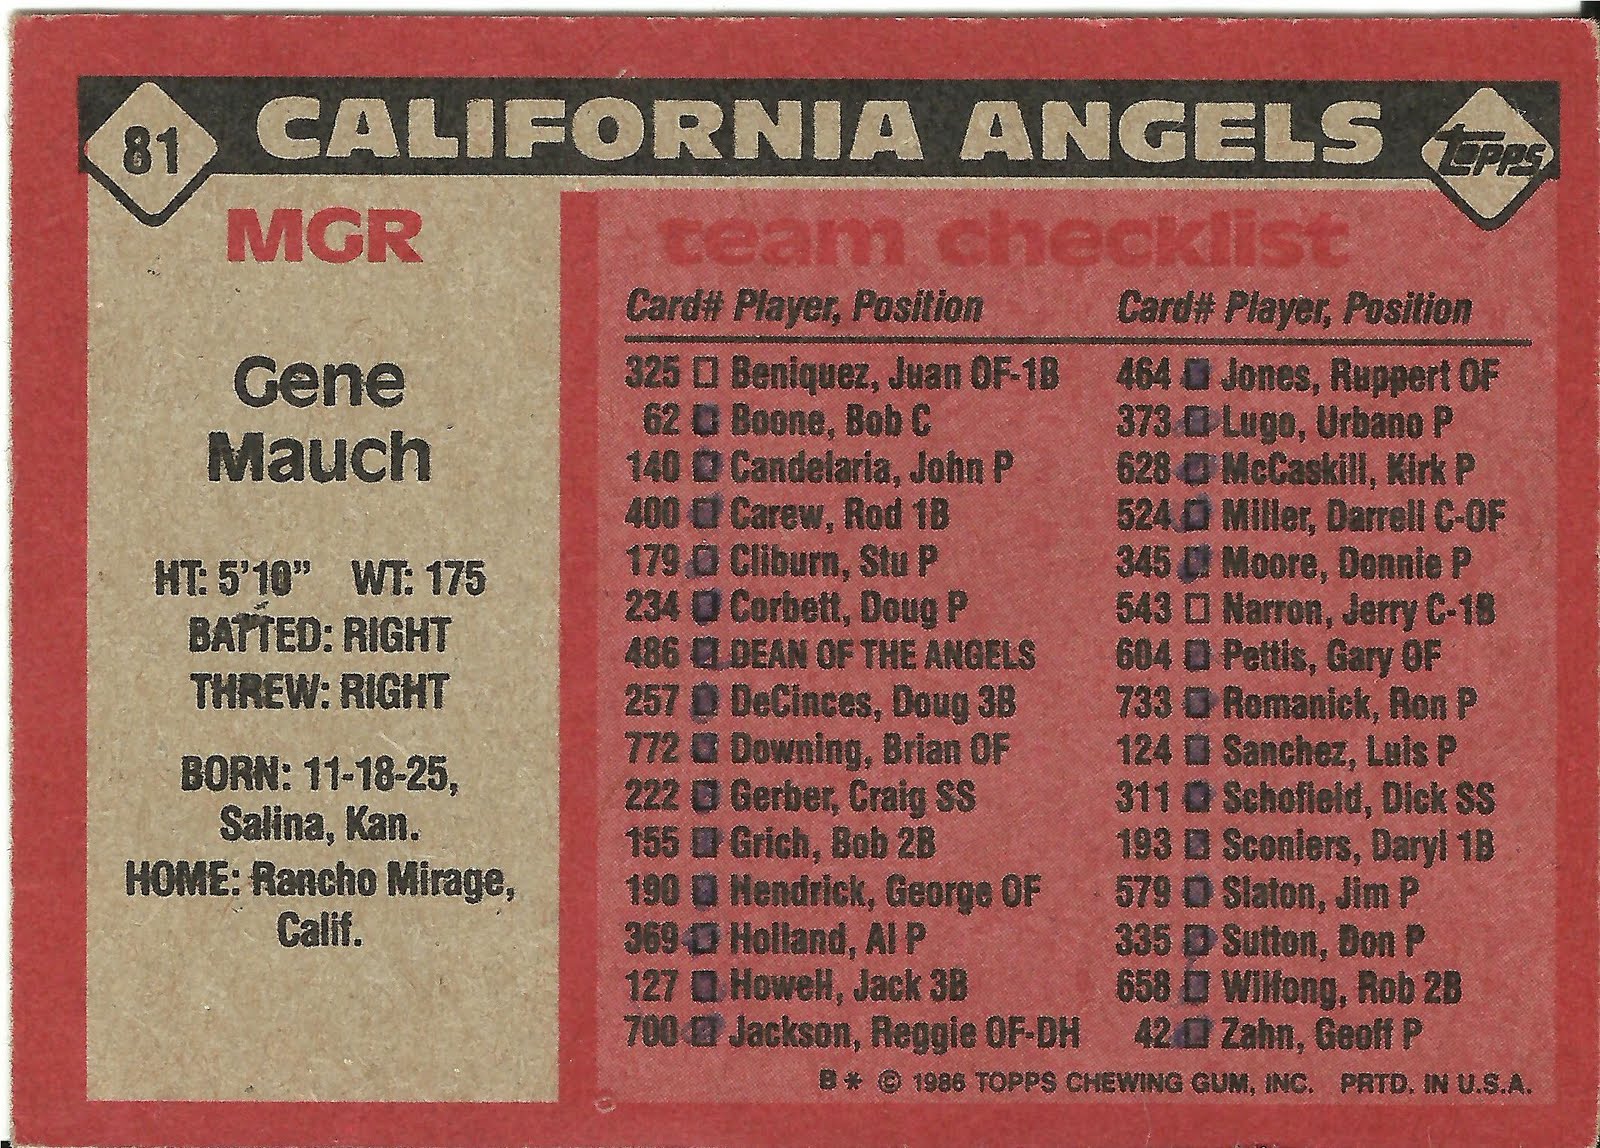 81 CALIFORNIA ANGELS TOPPS
MGR
Gene
Mauch
HT: 5'10" WT: 175
BATTED: RIGHT
THREW: RIGHT
BORN: 11-18-25,
Salina, Kan.
HOME: Rancho Mirage,
Calif.
team checklist
Card# Player, Position
325 Beniquez, Juan OF-1B
62 Boone, Bob C
140 Candelaria, John P
400 Carew, Rod 1B
179 Cliburn, Stu P
234 Corbett, Doug P
486 DEAN OF THE ANGELS
257 DeCinces, Doug 3B
772 Downing, Brian OF
222 Gerber, Craig SS
155 Grich, Bob 2B
190 Hendrick, George OF
369 Holland, Al P
127 Howell, Jack 3B
700 Jackson, Reggie OF-DH
Card# Player, Position
464 Jones, Ruppert OF
373 Lugo, Urbano P
628 McCaskill, Kirk P
524 Miller, Darrell C-OF
345 Moore, Donnie P
543 Narron, Jerry C-1B
604 Pettis, Gary OF
733 Romanick, Ron P
124 Sanchez, Luis P
311 Schofield, Dick SS
193 Sconiers, Daryl 1B
579 Slaton, Jim P
335 Sutton, Don P
658 Wilfong, Rob 2B
42 Zahn, Geoff P
B * © 1986 TOPPS CHEWING GUM, INC. PRTD. IN U.S.A.